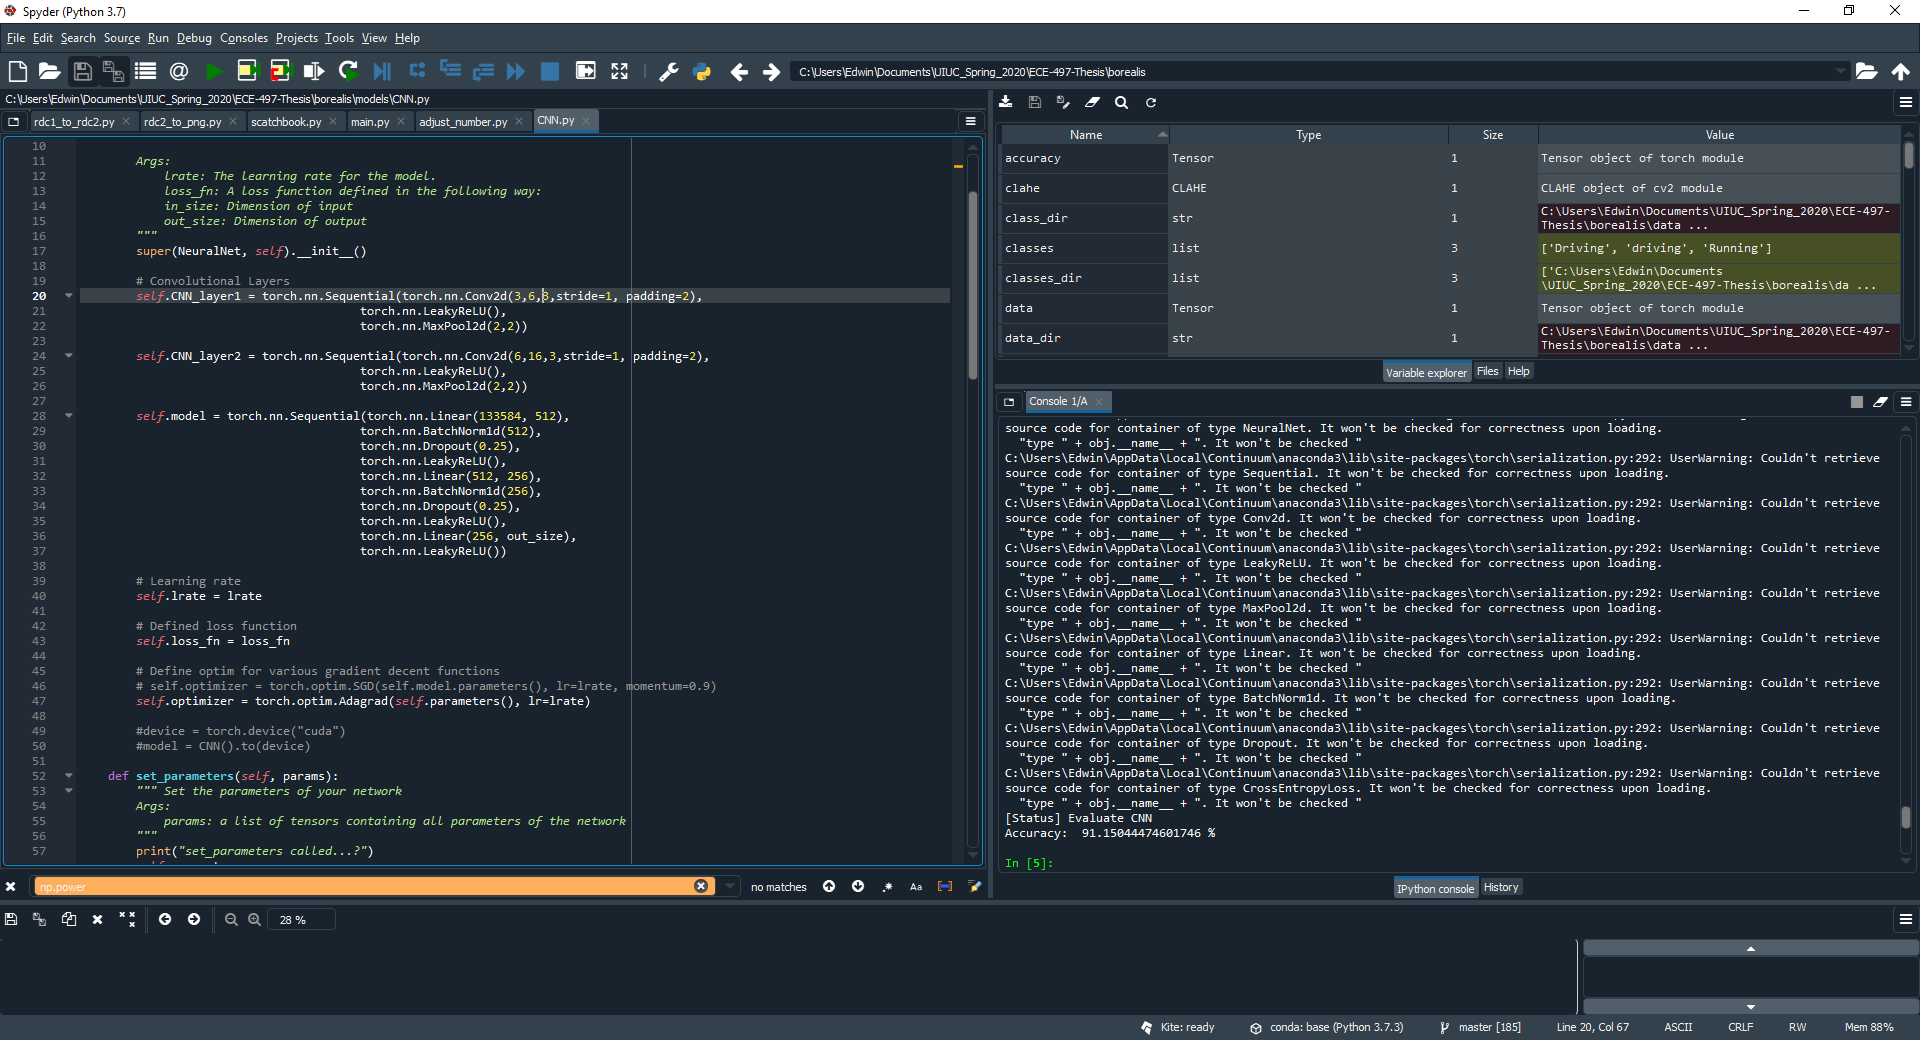 Spyder (Python 3.7)
File Edit Search Source Run Debug Consoles Projects Tools View Help
C:\Users\Edwin\Documents\UIUC_Spring_2020\ECE-497-Thesis\borealis
C:\Users\Edwin\Documents\UIUC_Spring_2020\ECE-497-Thesis\borealis\models\CNN.py
rdc1_to_rdc2.py rdc2_to_png.py scatchbook.py main.py adjust_number.py CNN.py
10
11 Args:
12 lrate: The learning rate for the model.
13 loss_fn: A loss function defined in the following way:
14 in_size: Dimension of input
15 out_size: Dimension of output
16 """
17 super(NeuralNet, self).__init__()
18
19 # Convolutional Layers
20 self.CNN_layer1 = torch.nn.Sequential(torch.nn.Conv2d(3,6,3,stride=1, padding=2),
21 torch.nn.LeakyReLU(),
22 torch.nn.MaxPool2d(2,2))
23
24 self.CNN_layer2 = torch.nn.Sequential(torch.nn.Conv2d(6,16,3,stride=1, padding=2),
25 torch.nn.LeakyReLU(),
26 torch.nn.MaxPool2d(2,2))
27
28 self.model = torch.nn.Sequential(torch.nn.Linear(133584, 512),
29 torch.nn.BatchNorm1d(512),
30 torch.nn.Dropout(0.25),
31 torch.nn.LeakyReLU(),
32 torch.nn.Linear(512, 256),
33 torch.nn.BatchNorm1d(256),
34 torch.nn.Dropout(0.25),
35 torch.nn.LeakyReLU(),
36 torch.nn.Linear(256, out_size),
37 torch.nn.LeakyReLU())
38
39 # Learning rate
40 self.lrate = lrate
41
42 # Defined loss function
43 self.loss_fn = loss_fn
44
45 # Define optim for various gradient decent functions
46 # self.optimizer = torch.optim.SGD(self.model.parameters(), lr=lrate, momentum=0.9)
47 self.optimizer = torch.optim.Adagrad(self.parameters(), lr=lrate)
48
49 #device = torch.device("cuda")
50 #model = CNN().to(device)
51
52 def set_parameters(self, params):
53 """ Set the parameters of your network
54 Args:
55 params: a list of tensors containing all parameters of the network
56 """
57 print("set_parameters called...?")
np.power
no matches
Aa
28 %
Name Type Size Value
accuracy Tensor 1 Tensor object of torch module
clahe CLAHE 1 CLAHE object of cv2 module
class_dir str 1 C:\Users\Edwin\Documents\UIUC_Spring_2020\ECE-497-
Thesis\borealis\data ...
classes list 3 ['Driving', 'driving', 'Running']
classes_dir list 3 ['C:\Users\Edwin\Documents
\UIUC_Spring_2020\ECE-497-Thesis\borealis\da ...
data Tensor 1 Tensor object of torch module
data_dir str 1 C:\Users\Edwin\Documents\UIUC_Spring_2020\ECE-497-
Thesis\borealis\data ...
Variable explorer Files Help
Console 1/A
source code for container of type NeuralNet. It won't be checked for correctness upon loading.
"type " + obj.__name__ + ". It won't be checked "
C:\Users\Edwin\AppData\Local\Continuum\anaconda3\lib\site-packages\torch\serialization.py:292: UserWarning: Couldn't retrieve
source code for container of type Sequential. It won't be checked for correctness upon loading.
"type " + obj.__name__ + ". It won't be checked "
C:\Users\Edwin\AppData\Local\Continuum\anaconda3\lib\site-packages\torch\serialization.py:292: UserWarning: Couldn't retrieve
source code for container of type Conv2d. It won't be checked for correctness upon loading.
"type " + obj.__name__ + ". It won't be checked "
C:\Users\Edwin\AppData\Local\Continuum\anaconda3\lib\site-packages\torch\serialization.py:292: UserWarning: Couldn't retrieve
source code for container of type LeakyReLU. It won't be checked for correctness upon loading.
"type " + obj.__name__ + ". It won't be checked "
C:\Users\Edwin\AppData\Local\Continuum\anaconda3\lib\site-packages\torch\serialization.py:292: UserWarning: Couldn't retrieve
source code for container of type MaxPool2d. It won't be checked for correctness upon loading.
"type " + obj.__name__ + ". It won't be checked "
C:\Users\Edwin\AppData\Local\Continuum\anaconda3\lib\site-packages\torch\serialization.py:292: UserWarning: Couldn't retrieve
source code for container of type Linear. It won't be checked for correctness upon loading.
"type " + obj.__name__ + ". It won't be checked "
C:\Users\Edwin\AppData\Local\Continuum\anaconda3\lib\site-packages\torch\serialization.py:292: UserWarning: Couldn't retrieve
source code for container of type BatchNorm1d. It won't be checked for correctness upon loading.
"type " + obj.__name__ + ". It won't be checked "
C:\Users\Edwin\AppData\Local\Continuum\anaconda3\lib\site-packages\torch\serialization.py:292: UserWarning: Couldn't retrieve
source code for container of type Dropout. It won't be checked for correctness upon loading.
"type " + obj.__name__ + ". It won't be checked "
C:\Users\Edwin\AppData\Local\Continuum\anaconda3\lib\site-packages\torch\serialization.py:292: UserWarning: Couldn't retrieve
source code for container of type CrossEntropyLoss. It won't be checked for correctness upon loading.
"type " + obj.__name__ + ". It won't be checked "
[Status] Evaluate CNN
Accuracy: 91.15044474601746 %
In [5]:
IPython console History
Kite: ready conda: base (Python 3.7.3) master [185] Line 20, Col 67 ASCII CRLF RW Mem 88%